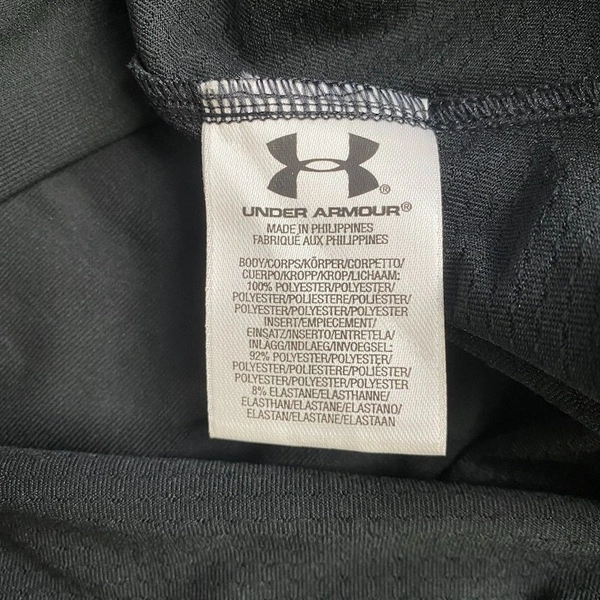 UNDER ARMOUR®
MADE IN PHILIPPINES
FABRIQUÉ AUX PHILIPPINES
BODY/CORPS/KÖRPER/CORPETTO/
CUERPO/KROPP/KROP/LICHAAM:
100% POLYESTER/POLYESTER/
POLYESTER/POLIESTERE/POLIÉSTER/
POLYESTER/POLYESTER/POLYESTER
INSERT/EMPIECEMENT/
EINSATZ/INSERTO/ENTRETELA/
INLÄGG/INDLAEG/INVOEGSEL:
92% POLYESTER/POLYESTER/
POLYESTER/POLIESTERE/POLIÉSTER/
POLYESTER/POLYESTER/POLYESTER
8% ELASTANE/ELASTHANNE/
ELASTHAN/ELASTANE/ELASTANO/
ELASTAN/ELASTANE/ELASTAAN